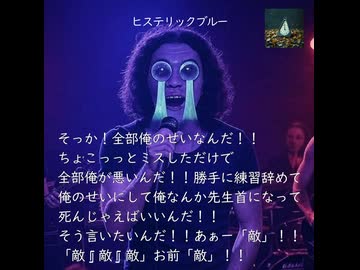 ヒステリックブルー
そっか！全部俺のせいなんだ！！
ちょこっっとミスしただけで
全部俺が悪いんだ！！勝手に練習辞めて
俺のせいにして俺なんか先生首になって
死んじゃえばいいんだ！！
そう言いたいんだ！！あぁー「敵」！！
「敵∮敵∮敵」お前「敵」！！